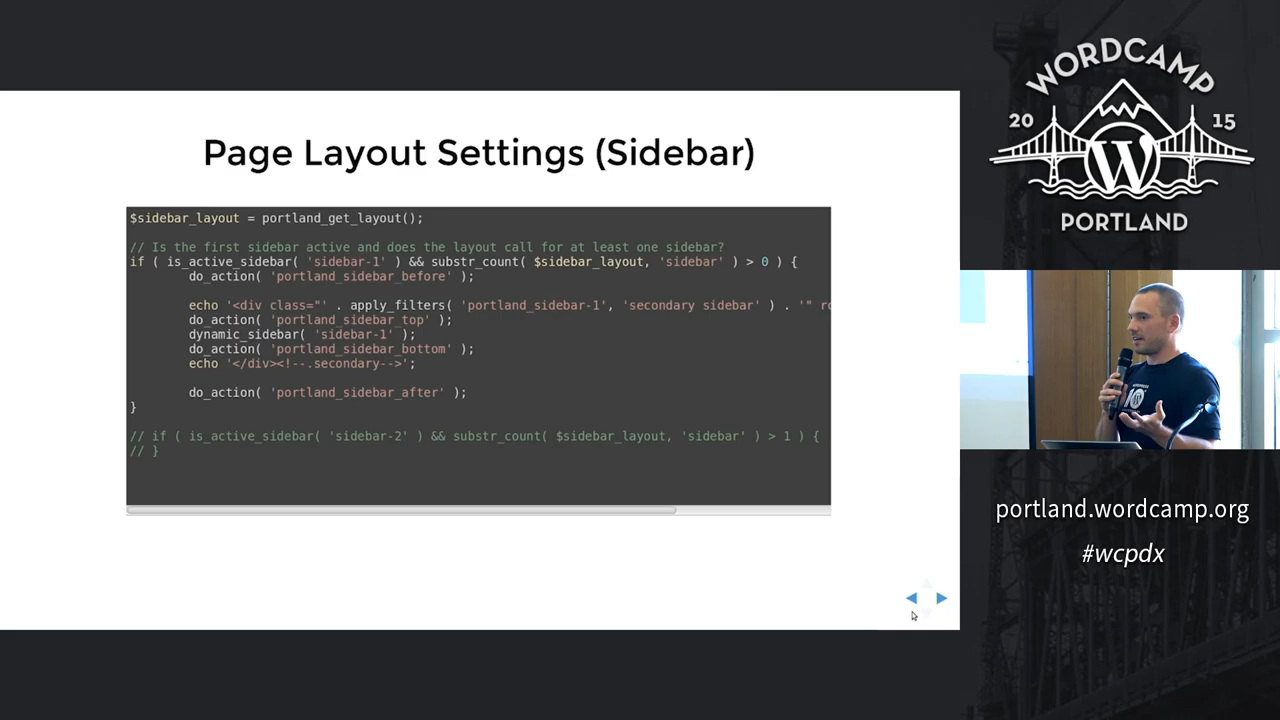 Page Layout Settings (Sidebar)
$sidebar_layout = portland_get_layout();
// Is the first sidebar active and does the layout call for at least one sidebar?
if ( is_active_sidebar( 'sidebar-1' ) && substr_count( $sidebar_layout, 'sidebar' ) > 0 ) {
do_action( 'portland_sidebar_before' );
echo '<div class="' . apply_filters( 'portland_sidebar-1', 'secondary sidebar' ) . '" ro
do_action( 'portland_sidebar_top' );
dynamic_sidebar( 'sidebar-1' );
do_action( 'portland_sidebar_bottom' );
echo '</div><!--.secondary-->';
do_action( 'portland_sidebar_after' );
}
// if ( is_active_sidebar( 'sidebar-2' ) && substr_count( $sidebar_layout, 'sidebar' ) > 1 ) {
// }
WORDCAMP
20 15
W
PORTLAND
portland.wordcamp.org
#wcpdx